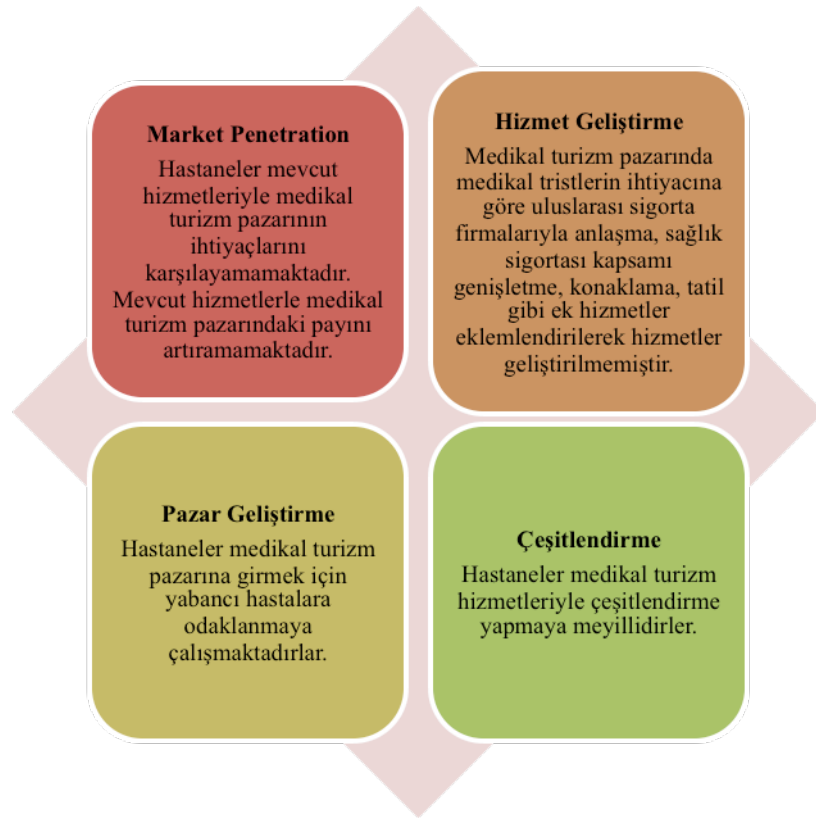 Market Penetration
Hastaneler mevcut
hizmetleriyle medikal
turizm pazarının
ihtiyaçlarını
karşılayamamaktadır.
Mevcut hizmetlerle medikal
turizm pazarındaki payını
artıramamaktadır.
Hizmet Geliştirme
Medikal turizm pazarında
medikal tristlerin ihtiyacına
göre uluslarası sigorta
firmalarıyla anlaşma, sağlık
sigortası kapsamı
genişletme, konaklama, tatil
gibi ek hizmetler
eklemlendirilerek hizmetler
geliştirilmemiştir.
Pazar Geliştirme
Hastaneler medikal turizm
pazarına girmek için
yabancı hastalara
odaklanmaya
çalışmaktadırlar.
Çeşitlendirme
Hastaneler medikal turizm
hizmetleriyle çeşitlendirme
yapmaya meyillidirler.